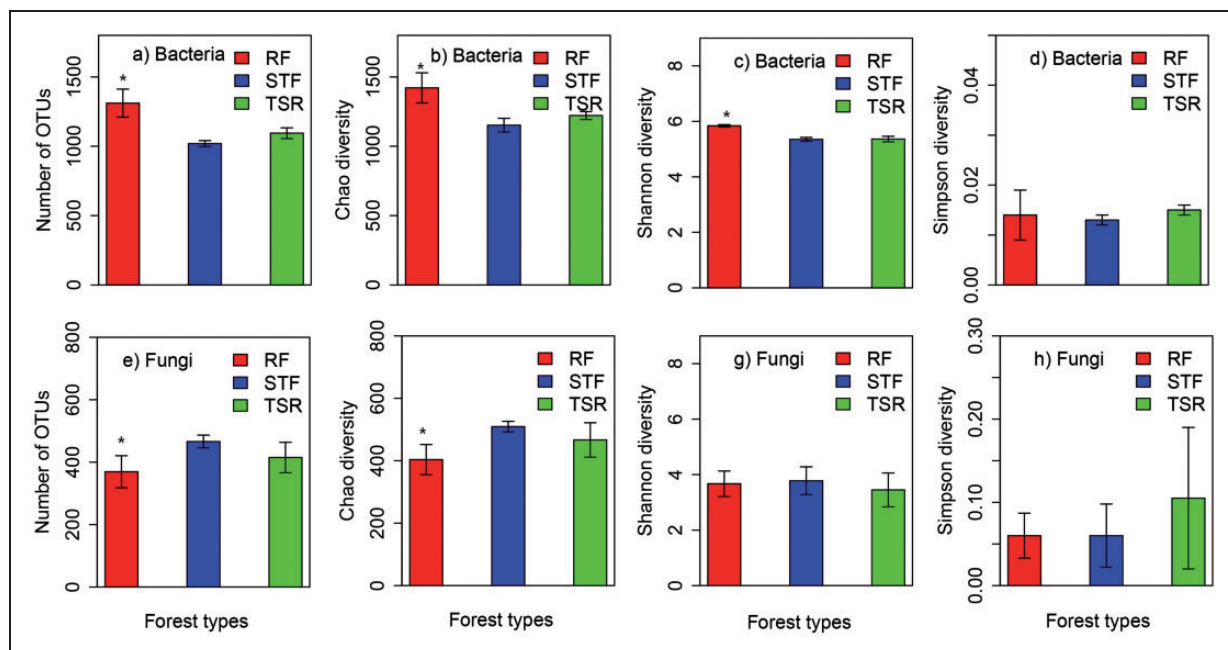 a) Bacteria
RF
STF
TSR
*
Number of OTUs
0
500
1000
1500
b) Bacteria
RF
STF
TSR
*
Chao diversity
0
500
1000
1500
c) Bacteria
RF
STF
TSR
*
Shannon diversity
0
2
4
6
8
d) Bacteria
RF
STF
TSR
Simpson diversity
0.00
0.02
0.04
e) Fungi
RF
STF
TSR
*
Number of OTUs
0
200
400
600
800
Forest types
RF
STF
TSR
*
Chao diversity
0
200
400
600
800
Forest types
g) Fungi
RF
STF
TSR
Shannon diversity
0
2
4
6
8
Forest types
h) Fungi
RF
STF
TSR
Simpson diversity
0.00
0.10
0.20
0.30
Forest types